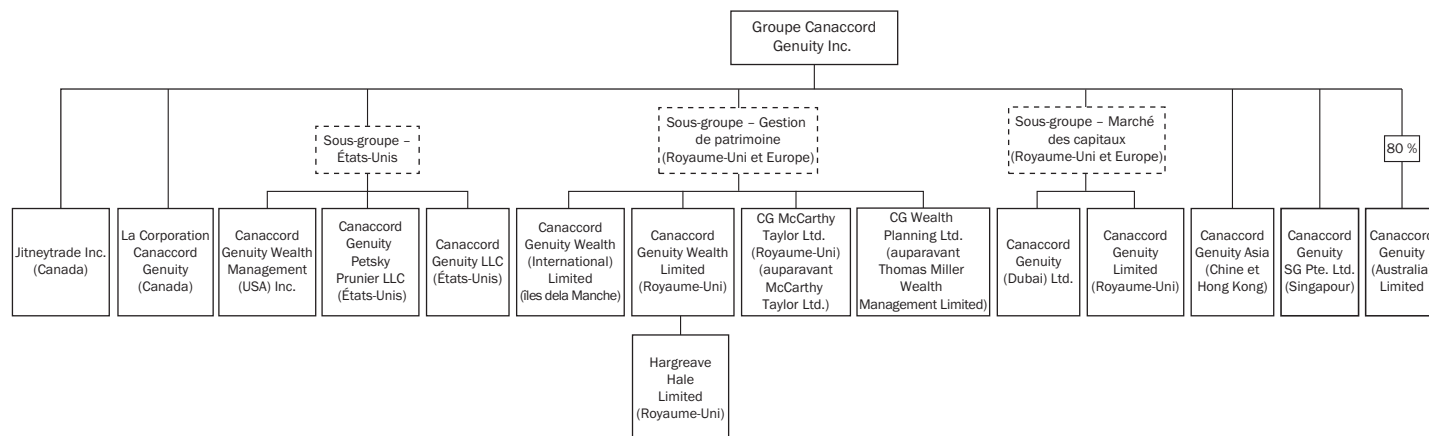 Groupe Canaccord
Genuity Inc.
Sous-groupe –
États-Unis
Sous-groupe – Gestion
de patrimoine
(Royaume-Uni et Europe)
Sous-groupe – Marché
des capitaux
(Royaume-Uni et Europe)
80 %
Jitneytrade Inc.
(Canada)
La Corporation
Canaccord
Genuity
(Canada)
Canaccord
Genuity Wealth
Management
(USA) Inc.
Canaccord
Genuity
Petsky
Prunier LLC
(États-Unis)
Canaccord
Genuity LLC
(États-Unis)
Canaccord
Genuity Wealth
(International)
Limited
(îles dela Manche)
Canaccord
Genuity Wealth
Limited
(Royaume-Uni)
CG McCarthy
Taylor Ltd.
(Royaume-Uni)
(auparavant
McCarthy
Taylor Ltd.)
CG Wealth
Planning Ltd.
(auparavant
Thomas Miller
Wealth
Management Limited)
Canaccord
Genuity
(Dubai) Ltd.
Canaccord
Genuity
Limited
(Royaume-Uni)
Canaccord
Genuity Asia
(Chine et
Hong Kong)
Canaccord
Genuity
SG Pte. Ltd.
(Singapour)
Canaccord
Genuity
(Australia)
Limited
Hargreave
Hale
Limited
(Royaume-Uni)